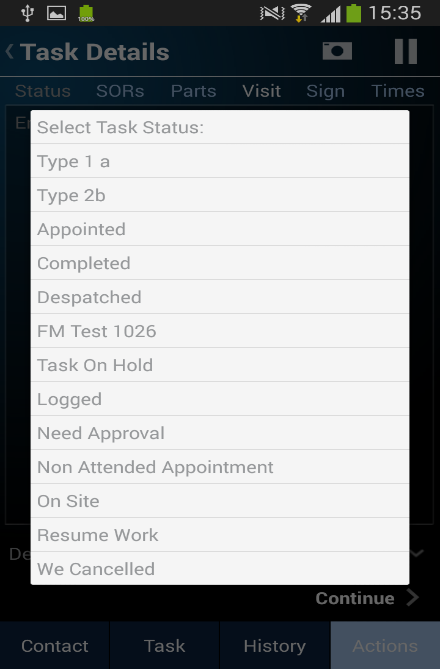 100%
15:35
Task Details
Status SORs Parts Visit Sign Times
Select Task Status:
Type 1 a
Type 2b
Appointed
Completed
Despatched
FM Test 1026
Task On Hold
Logged
Need Approval
Non Attended Appointment
On Site
Resume Work
We Cancelled
Continue
Contact Task History Actions